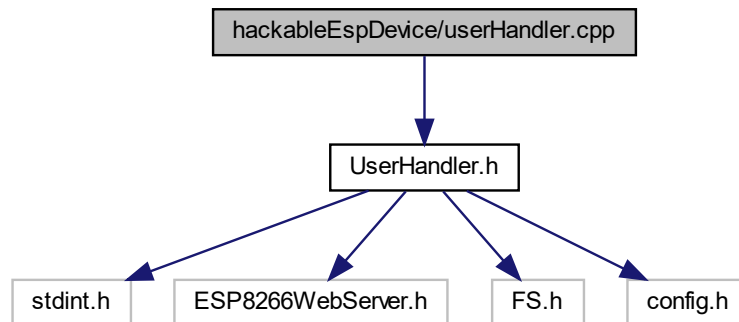 hackableEspDevice/userHandler.cpp
UserHandler.h
stdint.h
ESP8266WebServer.h
FS.h
config.h